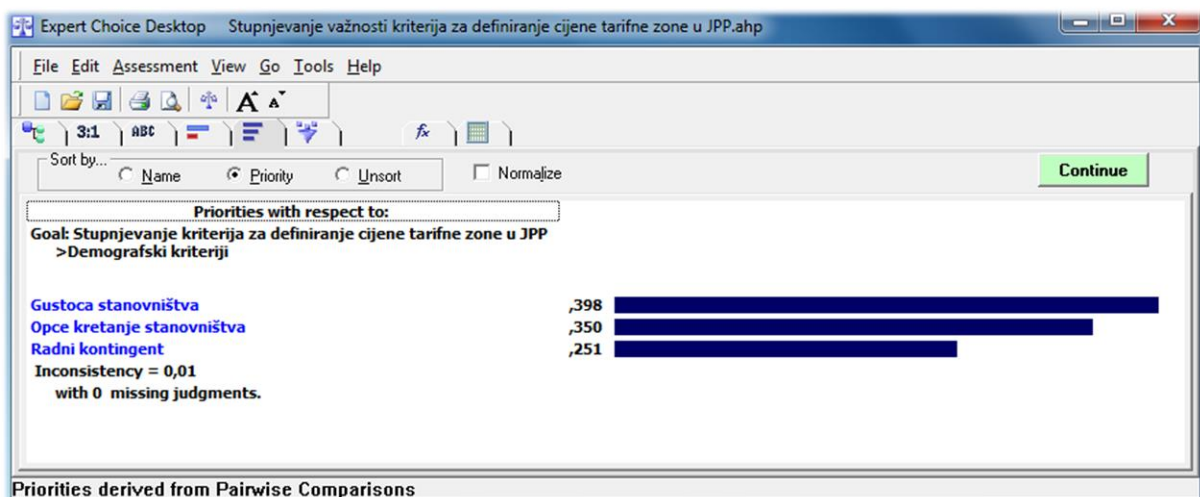 Expert Choice Desktop Stupnjevanje važnosti kriterija za definiranje cijene tarifne zone u JPP.ahp
File Edit Assessment View Go Tools Help
A A
3:1 ABC fx
Sort by... Name Priority Unsort Normalize Continue
Priorities with respect to:
Goal: Stupnjevanje kriterija za definiranje cijene tarifne zone u JPP
>Demografski kriteriji
Gustoca stanovništva ,398
Opce kretanje stanovništva ,350
Radni kontingent ,251
Inconsistency = 0,01
with 0 missing judgments.
Priorities derived from Pairwise Comparisons